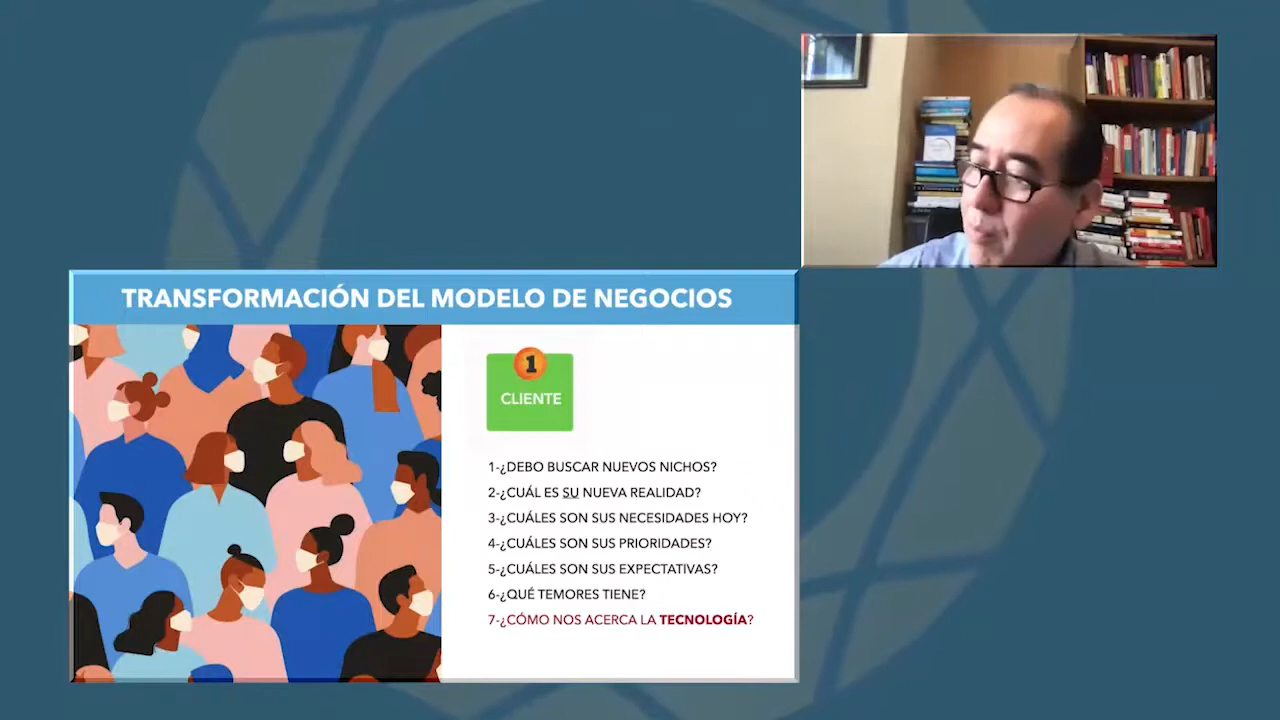 TRANSFORMACIÓN DEL MODELO DE NEGOCIOS
1
CLIENTE
1-¿DEBO BUSCAR NUEVOS NICHOS?
2-¿CUÁL ES SU NUEVA REALIDAD?
3-¿CUÁLES SON SUS NECESIDADES HOY?
4-¿CUÁLES SON SUS PRIORIDADES?
5-¿CUÁLES SON SUS EXPECTATIVAS?
6-¿QUÉ TEMORES TIENE?
7-¿CÓMO NOS ACERCA LA TECNOLOGÍA?